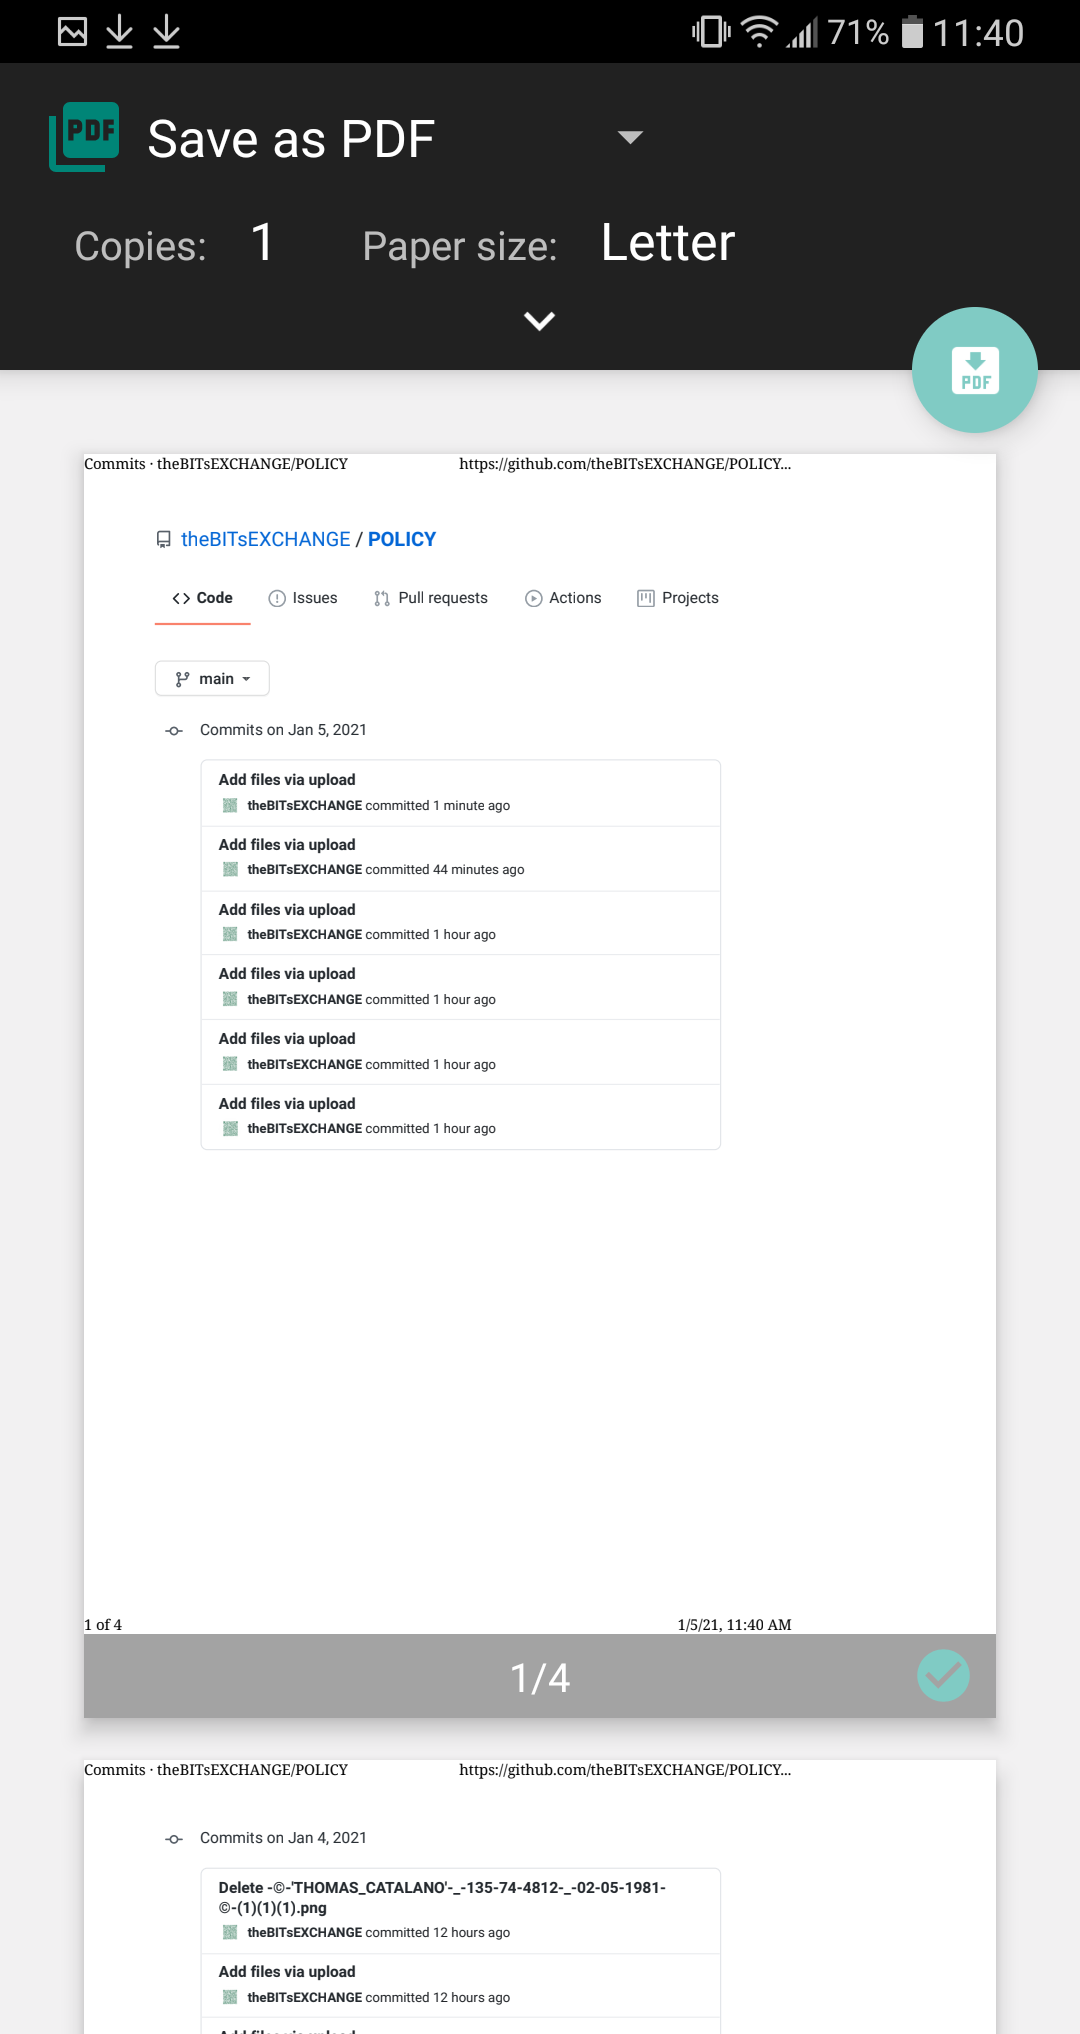 71% 11:40
PDF Save as PDF
Copies: 1 Paper size: Letter
PDF
Commits · theBITsEXCHANGE/POLICY https://github.com/theBITsEXCHANGE/POLICY...
theBITsEXCHANGE / POLICY
Code Issues Pull requests Actions Projects
main
Commits on Jan 5, 2021
Add files via upload
theBITsEXCHANGE committed 1 minute ago
Add files via upload
theBITsEXCHANGE committed 44 minutes ago
Add files via upload
theBITsEXCHANGE committed 1 hour ago
Add files via upload
theBITsEXCHANGE committed 1 hour ago
Add files via upload
theBITsEXCHANGE committed 1 hour ago
Add files via upload
theBITsEXCHANGE committed 1 hour ago
1 of 4 1/5/21, 11:40 AM
1/4
Commits · theBITsEXCHANGE/POLICY https://github.com/theBITsEXCHANGE/POLICY...
Commits on Jan 4, 2021
Delete -©-'THOMAS_CATALANO'-_-135-74-4812-_-02-05-1981-
©-(1)(1)(1).png
theBITsEXCHANGE committed 12 hours ago
Add files via upload
theBITsEXCHANGE committed 12 hours ago